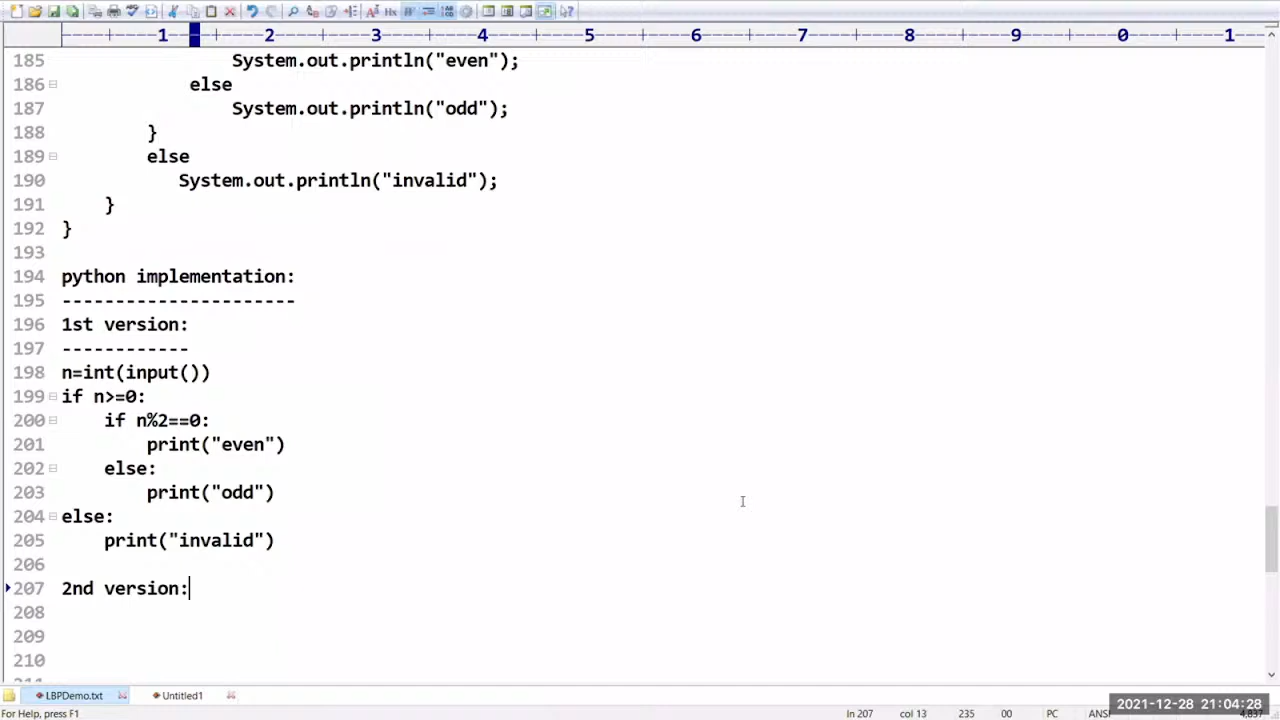 ----+----1----+----2----+----3----+----4----+----5----+----6----+----7----+----8----+----9----+----0----+----1--
185 System.out.println("even");
186 else
187 System.out.println("odd");
188 }
189 else
190 System.out.println("invalid");
191 }
192 }
193
194 python implementation:
195 ----------------------
196 1st version:
197 ------------
198 n=int(input())
199 if n>=0:
200 if n%2==0:
201 print("even")
202 else:
203 print("odd")
204 else:
205 print("invalid")
206
207 2nd version:
208
209
210
LBPDemo.txt Untitled1
For Help, press F1 ln 207 col 13 235 00 PC ANSI
2021-12-28 21:04:28